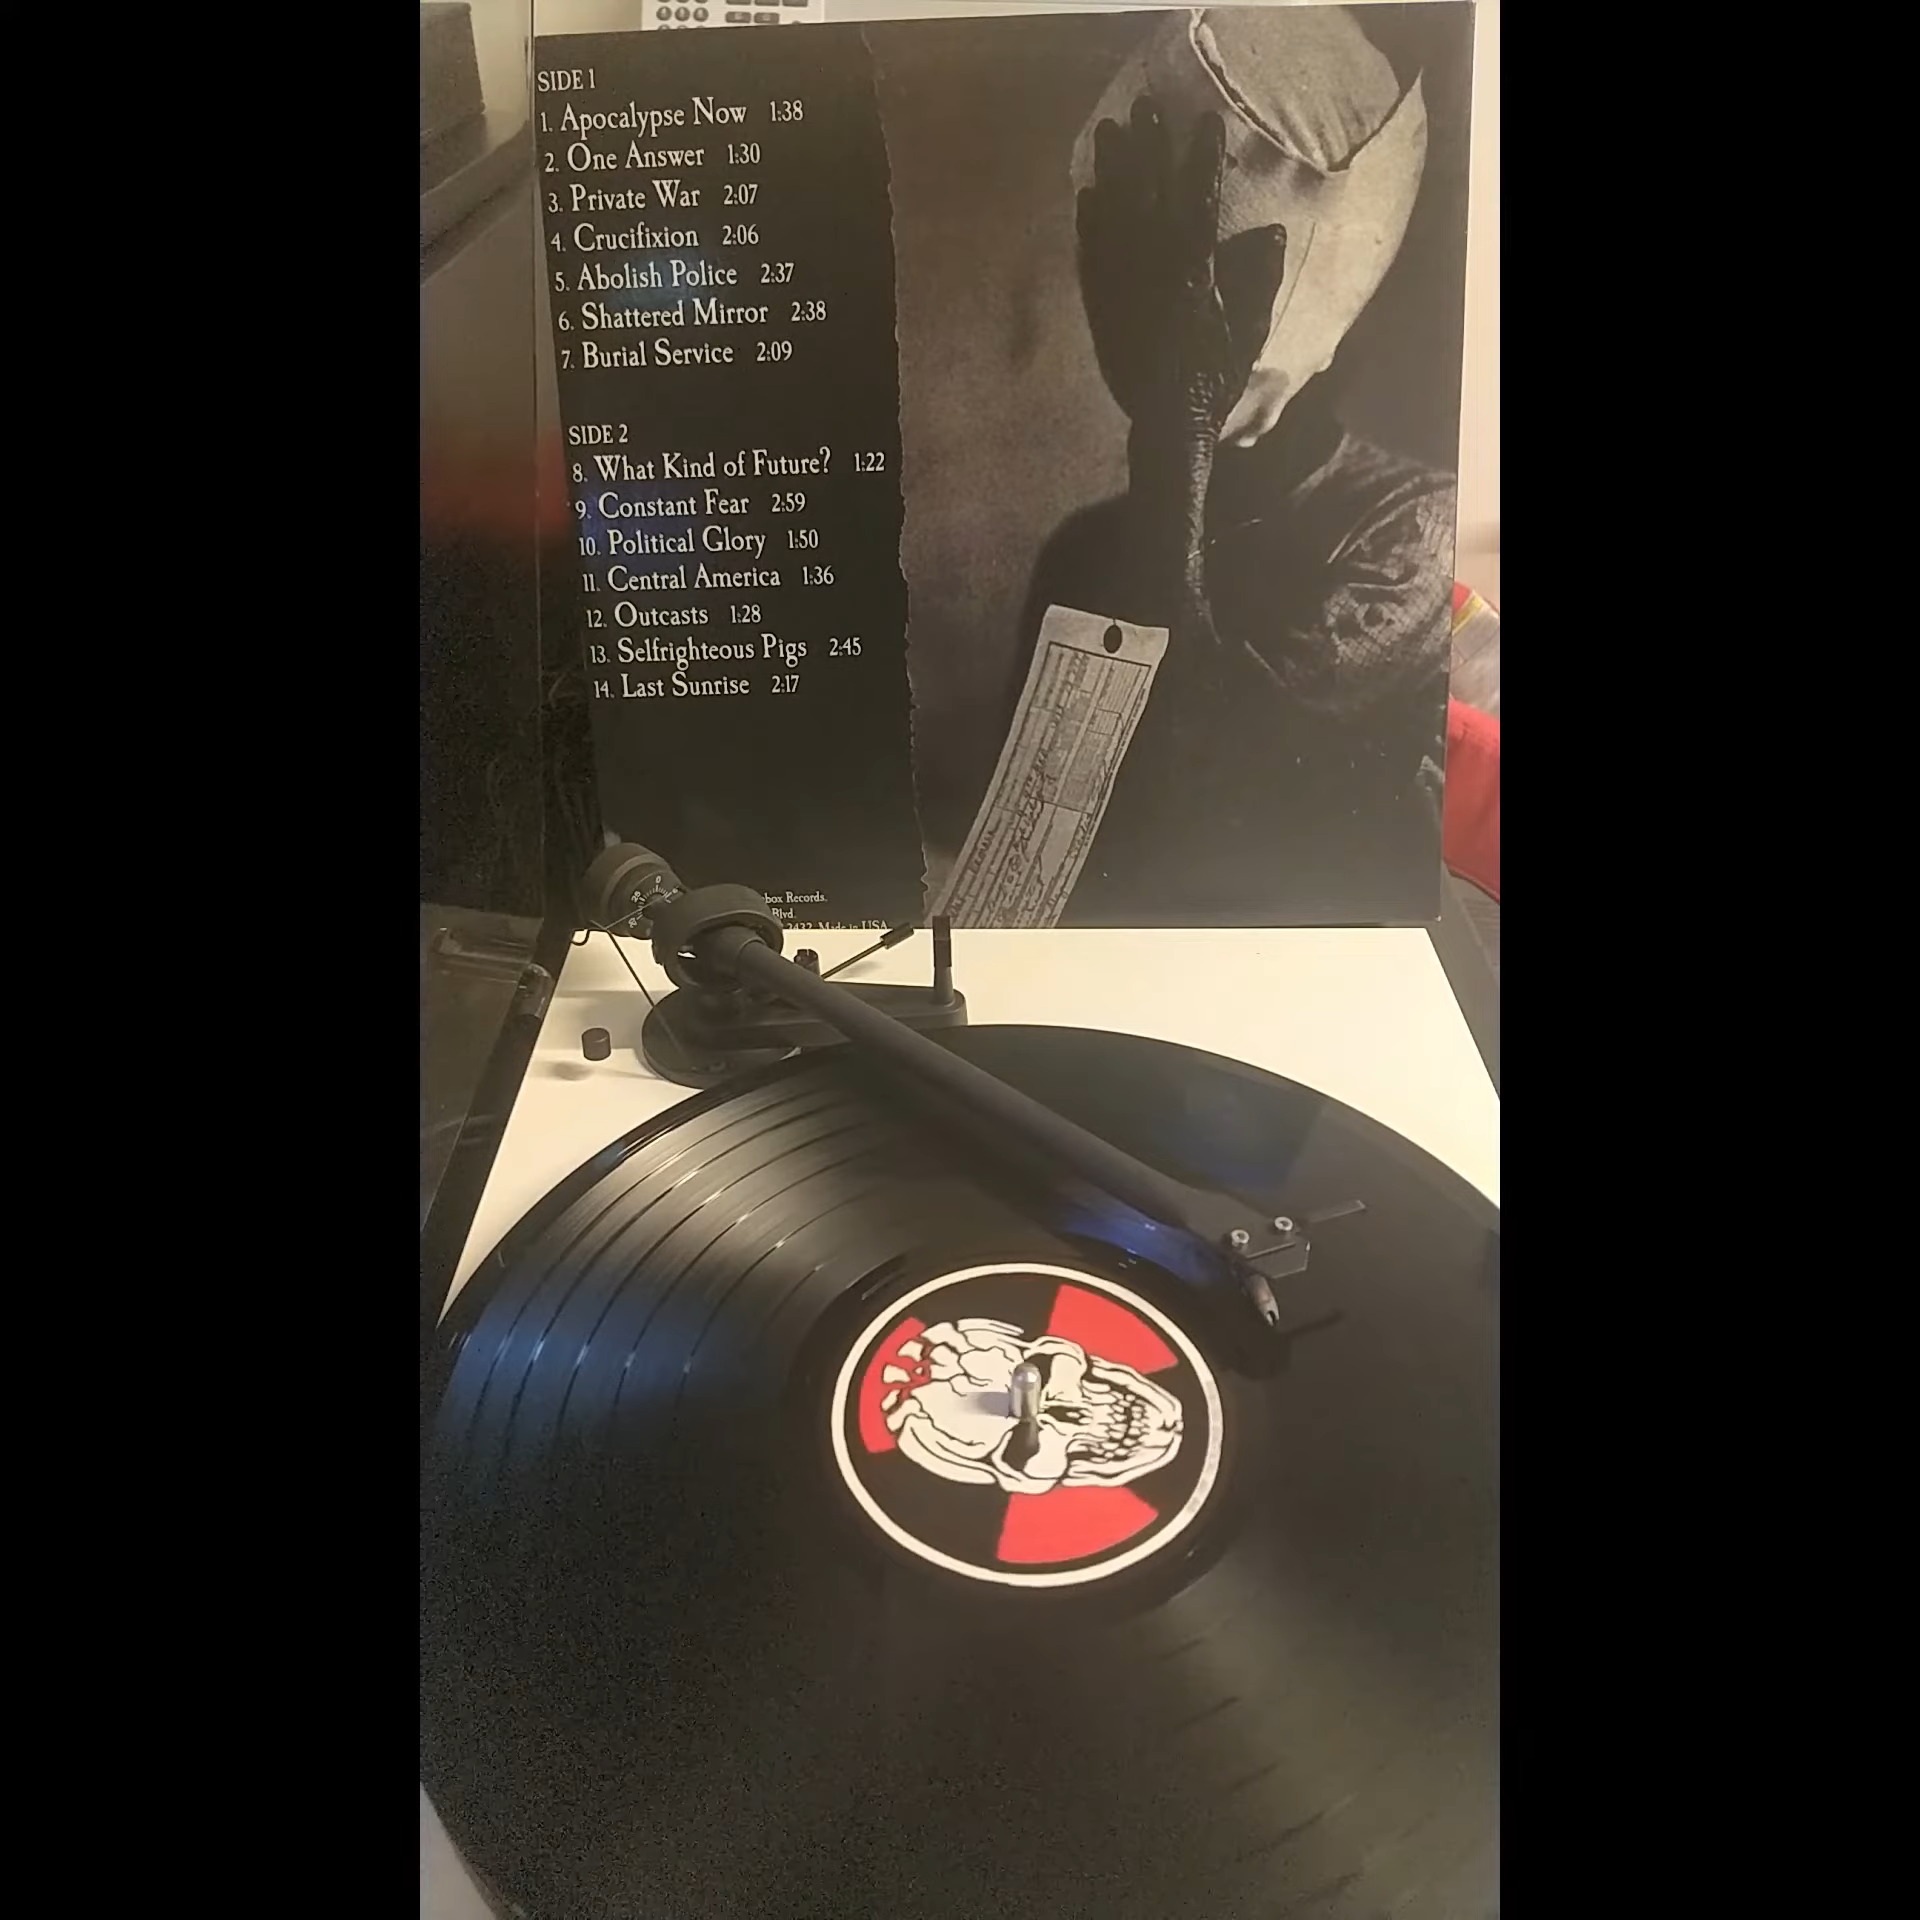 SIDE 1
1. Apocalypse Now 1:38
2. One Answer 1:30
3. Private War 2:07
4. Crucifixion 2:06
5. Abolish Police 2:37
6. Shattered Mirror 2:38
7. Burial Service 2:09
SIDE 2
8. What Kind of Future? 1:22
9. Constant Fear 2:59
10. Political Glory 1:50
11. Central America 1:36
12. Outcasts 1:28
13. Selfrighteous Pigs 2:45
14. Last Sunrise 2:17
box Records.
Blvd.
2432 Made in USA
0